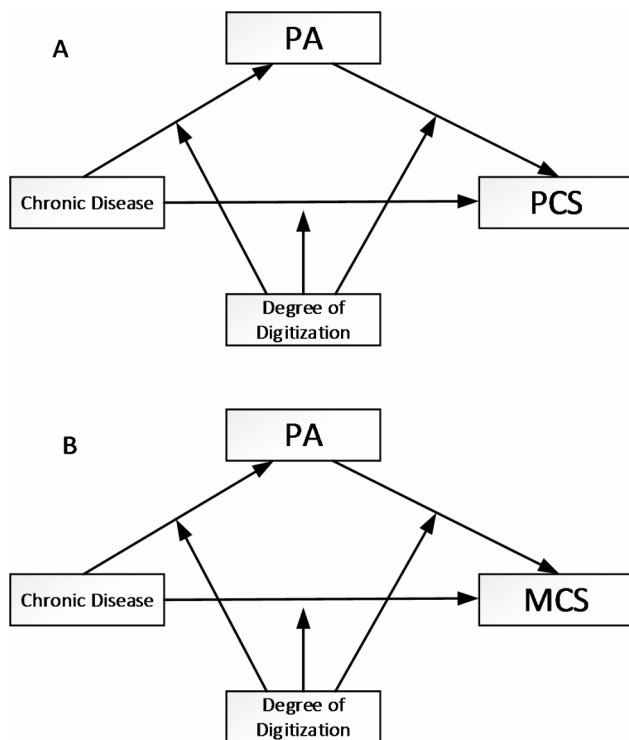 A
PA
Chronic Disease
PCS
Degree of
Digitization
B
PA
Chronic Disease
MCS
Degree of
Digitization